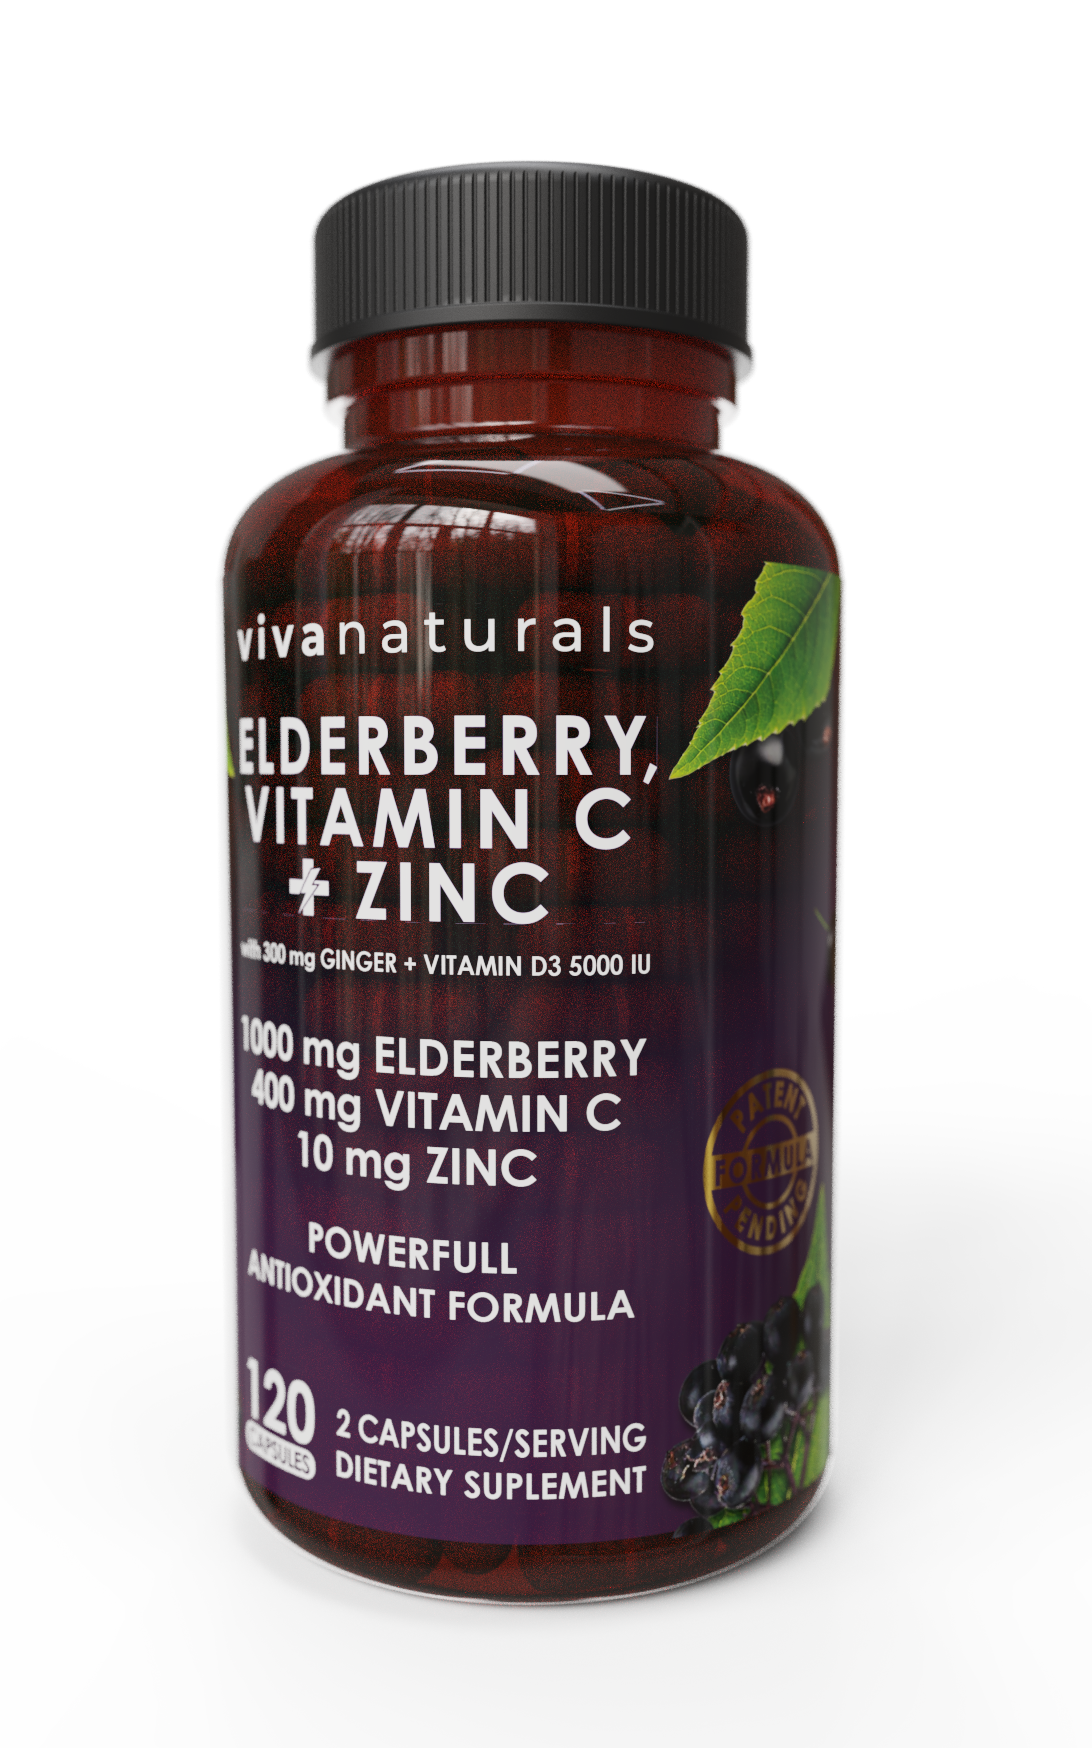 vivanaturals
ELDERBERRY,
VITAMIN C
+ ZINC
with 300 mg GINGER + VITAMIN D3 5000 IU
1000 mg ELDERBERRY
400 mg VITAMIN C
10 mg ZINC
PATENT
FORMULA
PENDING
POWERFULL
ANTIOXIDANT FORMULA
120
CAPSULES
2 CAPSULES/SERVING
DIETARY SUPLEMENT